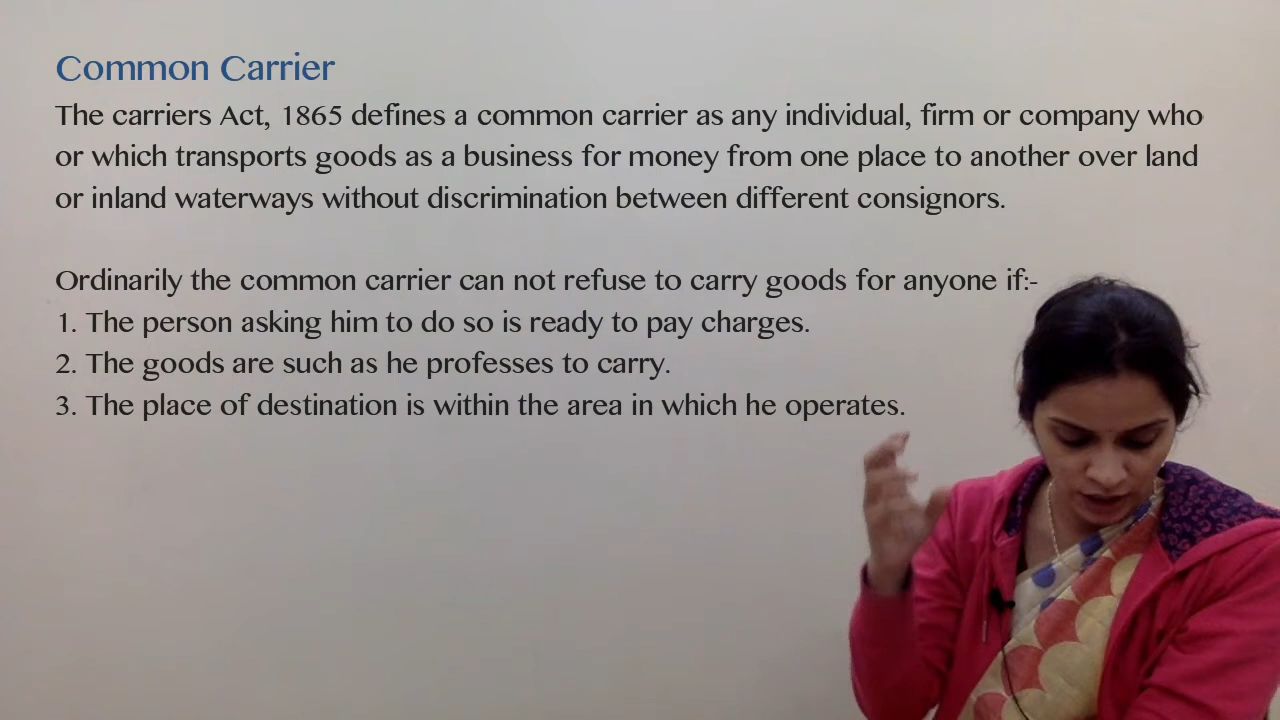 Common Carrier
The carriers Act, 1865 defines a common carrier as any individual, firm or company who
or which transports goods as a business for money from one place to another over land
or inland waterways without discrimination between different consignors.
Ordinarily the common carrier can not refuse to carry goods for anyone if:-
1. The person asking him to do so is ready to pay charges.
2. The goods are such as he professes to carry.
3. The place of destination is within the area in which he operates.